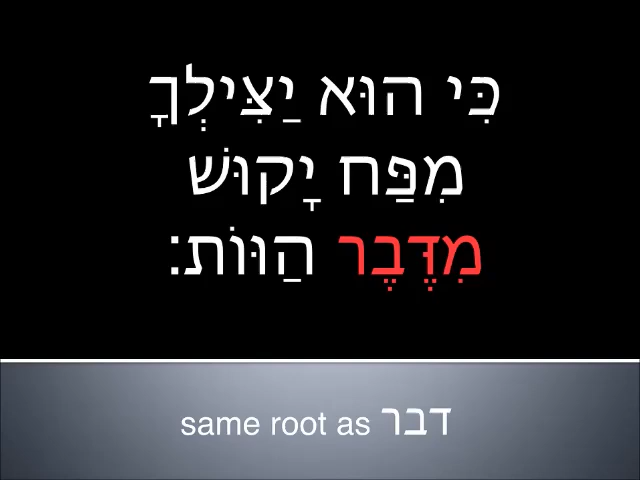 כִּי הוּא יַצִּילְךָ
מִפַּח יָקוּשׁ
מִדֶּבֶר הַוּוֹת:
same root as דבר